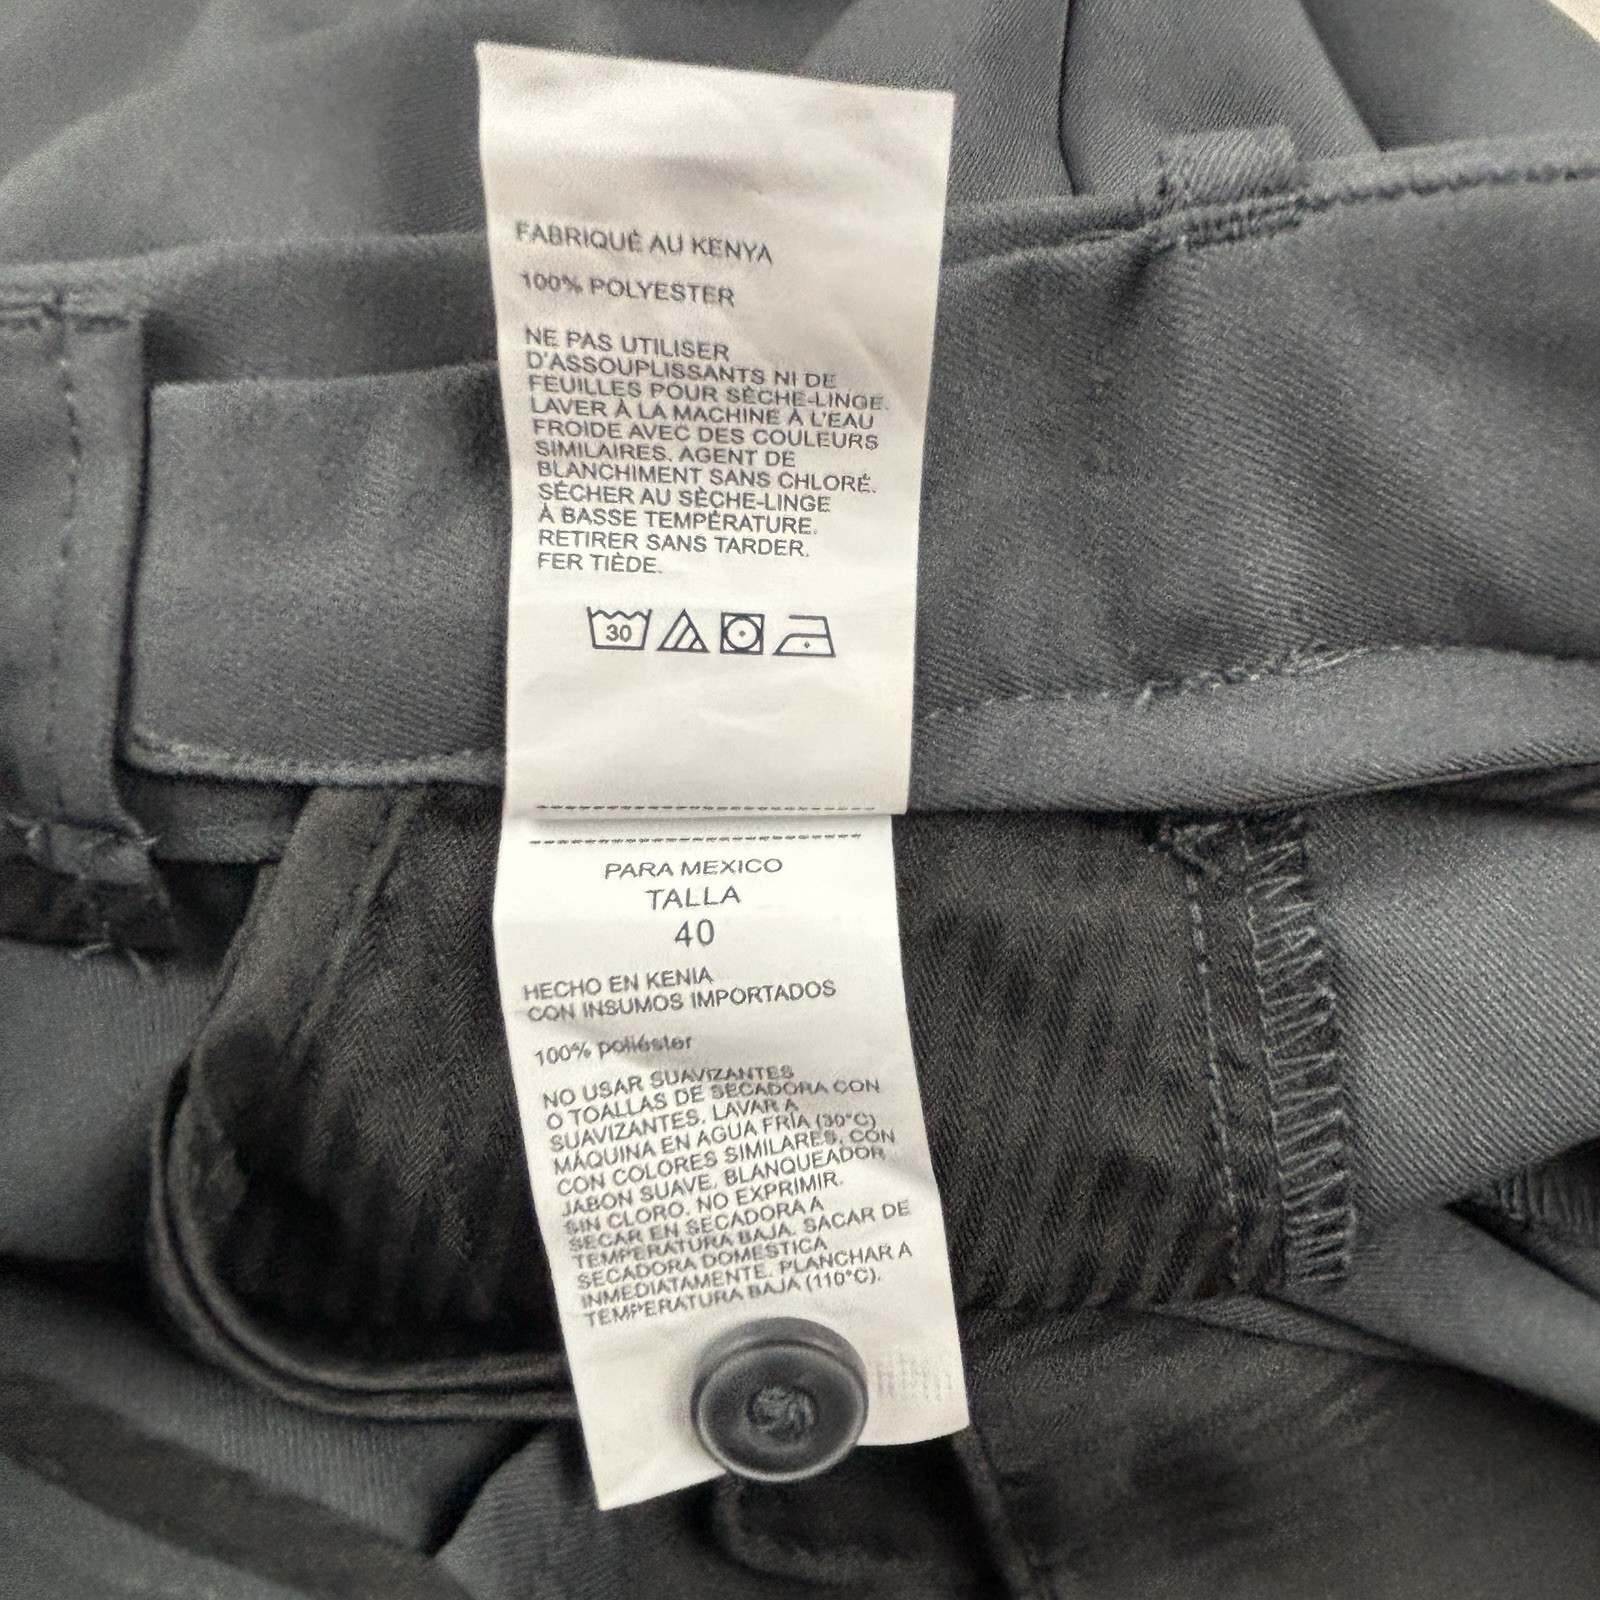 FABRIQUÉ AU KENYA
100% POLYESTER
NE PAS UTILISER
D'ASSOUPLISSANTS NI DE
FEUILLES POUR SÈCHE-LINGE.
LAVER À LA MACHINE À L'EAU
FROIDE AVEC DES COULEURS
SIMILAIRES. AGENT DE
BLANCHIMENT SANS CHLORÉ.
SÉCHER AU SÈCHE-LINGE
À BASSE TEMPÉRATURE.
RETIRER SANS TARDER.
FER TIÈDE.
30
PARA MEXICO
TALLA
40
HECHO EN KENIA
CON INSUMOS IMPORTADOS
100% poliéster
NO USAR SUAVIZANTES
O TOALLAS DE SECADORA CON
SUAVIZANTES. LAVAR A
MÁQUINA EN AGUA FRÍA (30°C)
CON COLORES SIMILARES, CON
JABON SUAVE. BLANQUEADOR
SIN CLORO. NO EXPRIMIR.
SECAR EN SECADORA A
TEMPERATURA BAJA. SACAR DE
SECADORA DOMESTICA
INMEDIATAMENTE. PLANCHAR A
TEMPERATURA BAJA (110°C).